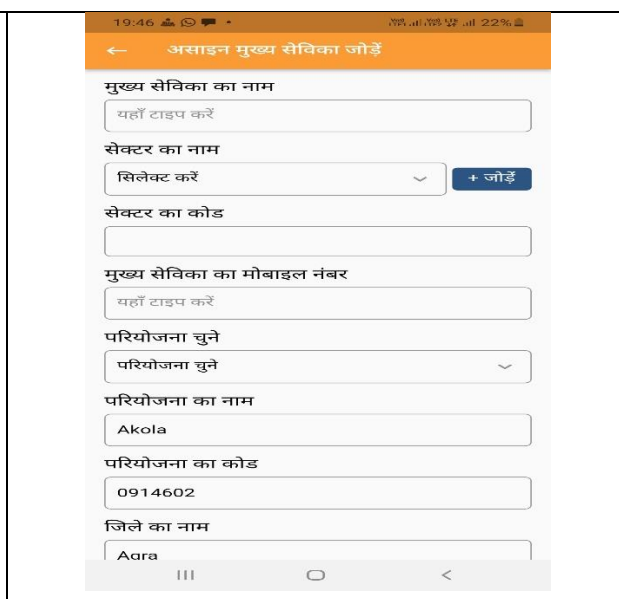 19:46 22%
← असाइन मुख्य सेविका जोड़ें
मुख्य सेविका का नाम
यहाँ टाइप करें
सेक्टर का नाम
सिलेक्ट करें + जोड़ेंं
सेक्टर का कोड
मुख्य सेविका का मोबाइल नंबर
यहाँ टाइप करें
परियोजना चुने
परियोजना चुने
परियोजना का नाम
Akola
परियोजना का कोड
0914602
जिले का नाम
Agra